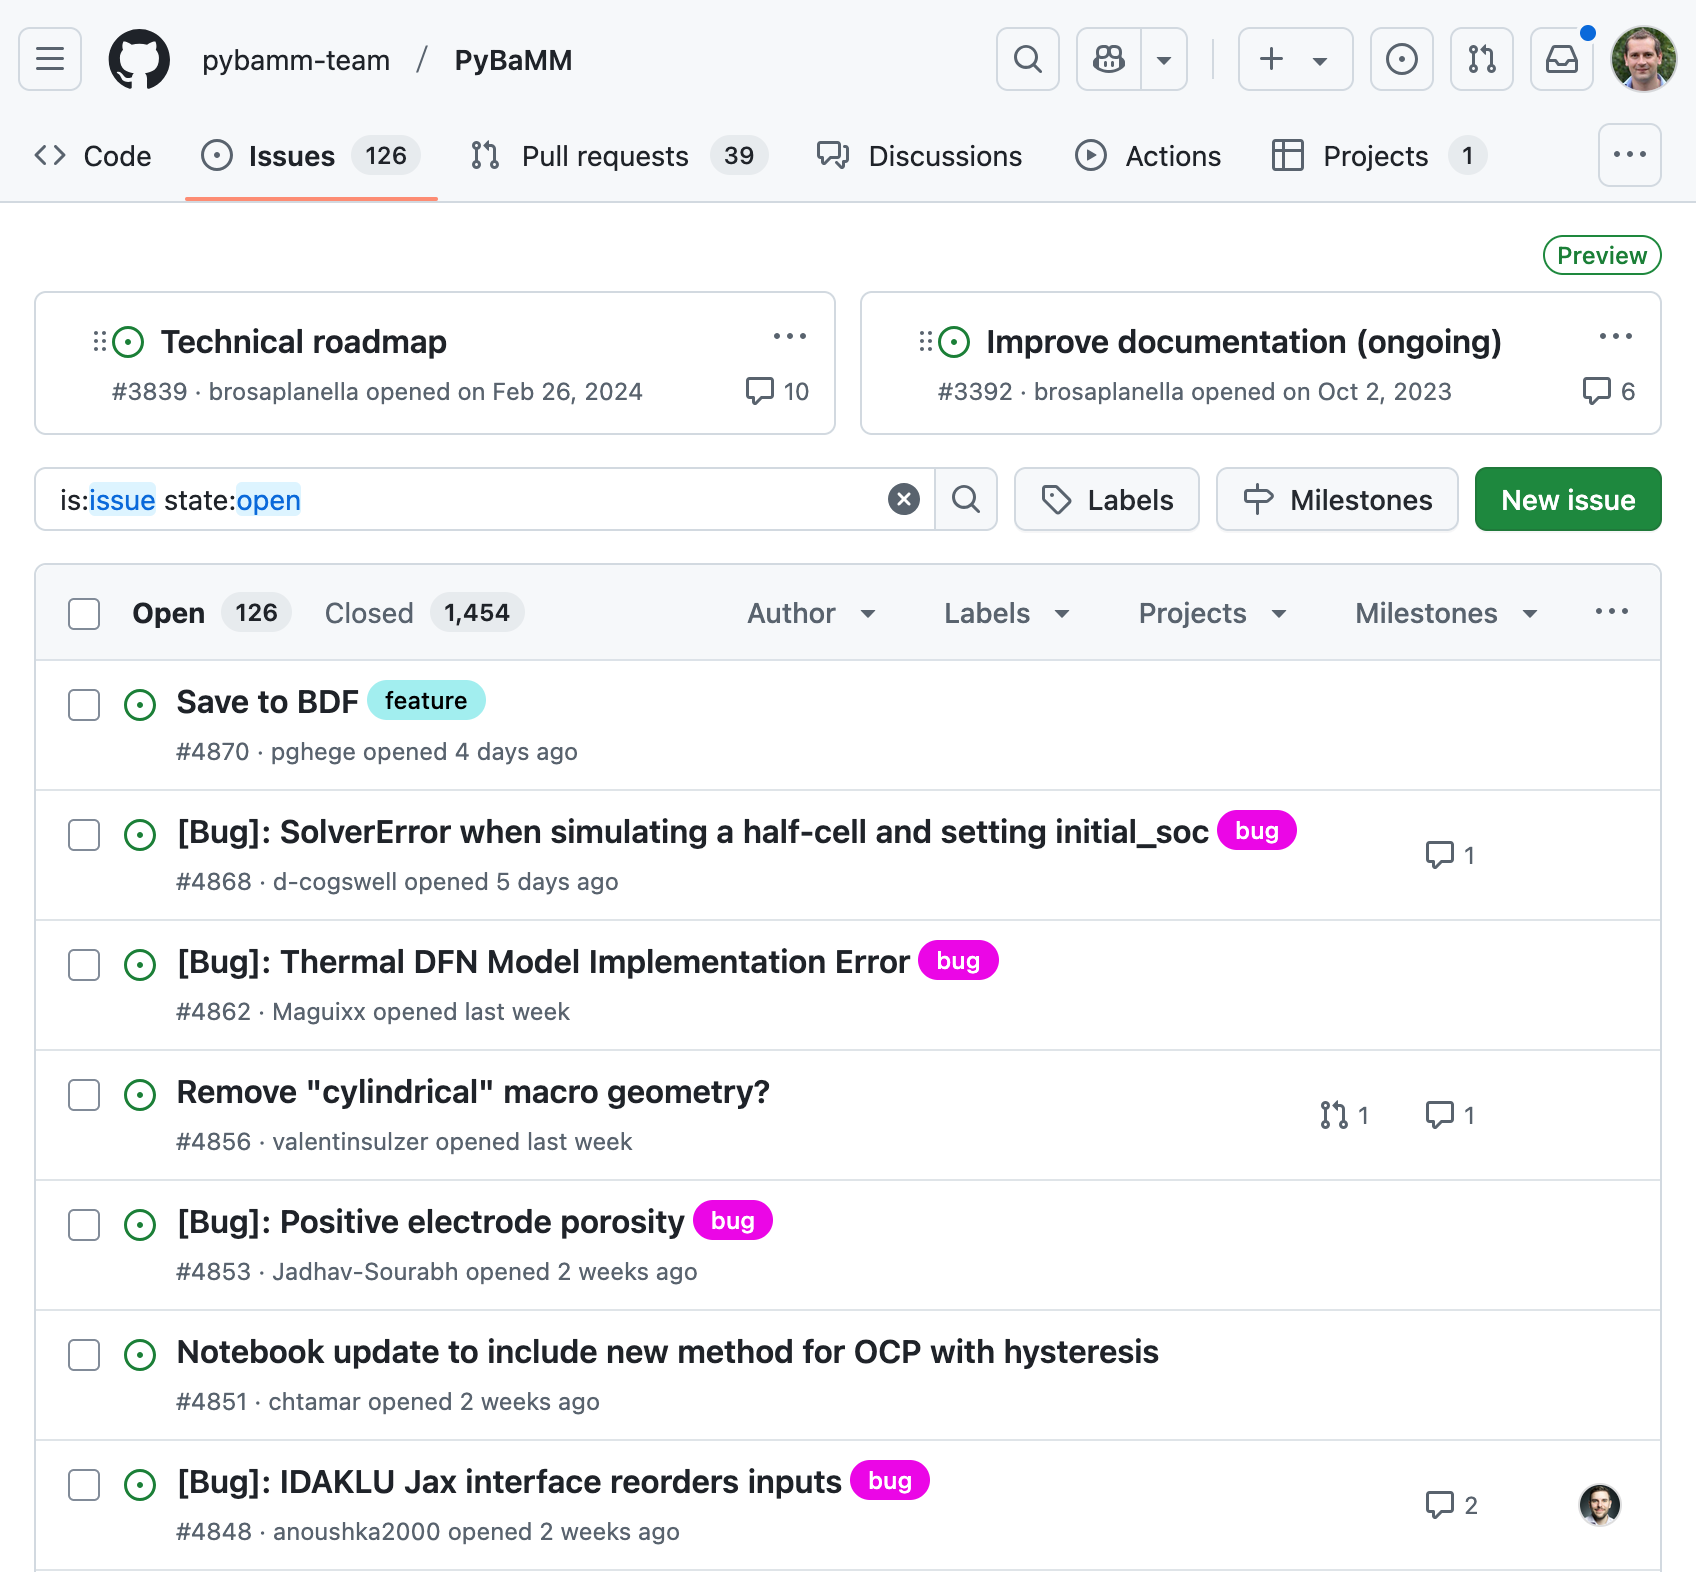 pybamm-team / PyBaMM
Code Issues 126 Pull requests 39 Discussions Actions Projects 1
Preview
Technical roadmap
#3839 · brosaplanella opened on Feb 26, 2024 10
Improve documentation (ongoing)
#3392 · brosaplanella opened on Oct 2, 2023 6
is:issue state:open Labels Milestones New issue
Open 126 Closed 1,454 Author Labels Projects Milestones
Save to BDF feature
#4870 · pghege opened 4 days ago
[Bug]: SolverError when simulating a half-cell and setting initial_soc bug
1
#4868 · d-cogswell opened 5 days ago
[Bug]: Thermal DFN Model Implementation Error bug
#4862 · Maguixx opened last week
Remove "cylindrical" macro geometry?
1 1
#4856 · valentinsulzer opened last week
[Bug]: Positive electrode porosity bug
#4853 · Jadhav-Sourabh opened 2 weeks ago
Notebook update to include new method for OCP with hysteresis
#4851 · chtamar opened 2 weeks ago
[Bug]: IDAKLU Jax interface reorders inputs bug
2
#4848 · anoushka2000 opened 2 weeks ago